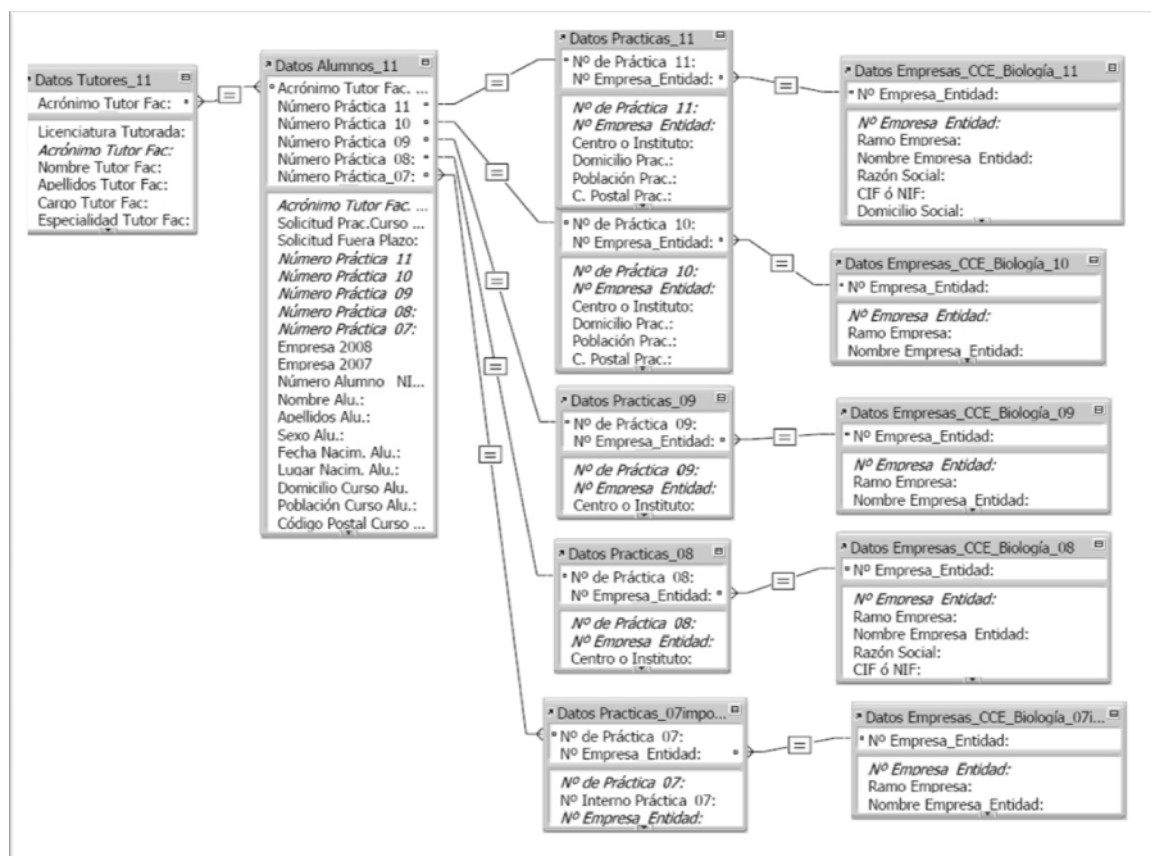 Datos Tutores_11
Acrónimo Tutor Fac:
Licenciatura Tutorada:
Acrónimo Tutor Fac:
Nombre Tutor Fac:
Apellidos Tutor Fac:
Cargo Tutor Fac:
Especialidad Tutor Fac:
Datos Alumnos_11
Acrónimo Tutor Fac. ...
Número Práctica 11
Número Práctica 10
Número Práctica 09
Número Práctica 08:
Número Práctica_07:
Acrónimo Tutor Fac. ...
Solicitud Prac.Curso ...
Solicitud Fuera Plazo:
Número Práctica 11
Número Práctica 10
Número Práctica 09
Número Práctica 08:
Número Práctica 07:
Empresa 2008
Empresa 2007
Número Alumno NI...
Nombre Alu.:
Apellidos Alu.:
Sexo Alu.:
Fecha Nacim. Alu.:
Lugar Nacim. Alu.:
Domicilio Curso Alu.
Población Curso Alu.:
Código Postal Curso ...
Datos Practicas_11
Nº de Práctica 11:
Nº Empresa_Entidad:
Nº de Práctica 11:
Nº Empresa Entidad:
Centro o Instituto:
Domicilio Prac.:
Población Prac.:
C. Postal Prac.:
Nº de Práctica 10:
Nº Empresa_Entidad:
Nº de Práctica 10:
Nº Empresa Entidad:
Centro o Instituto:
Domicilio Prac.:
Población Prac.:
C. Postal Prac.:
Datos Practicas_09
Nº de Práctica 09:
Nº Empresa_Entidad:
Nº de Práctica 09:
Nº Empresa Entidad:
Centro o Instituto:
Datos Practicas_08
Nº de Práctica 08:
Nº Empresa_Entidad:
Nº de Práctica 08:
Nº Empresa Entidad:
Centro o Instituto:
Datos Practicas_07impo...
Nº de Práctica 07:
Nº Empresa Entidad:
Nº de Práctica 07:
Nº Interno Práctica 07:
Nº Empresa Entidad:
Datos Empresas_CCE_Biología_11
Nº Empresa_Entidad:
Nº Empresa Entidad:
Ramo Empresa:
Nombre Empresa Entidad:
Razón Social:
CIF ó NIF:
Domicilio Social:
Datos Empresas_CCE_Biología_10
Nº Empresa_Entidad:
Nº Empresa Entidad:
Ramo Empresa:
Nombre Empresa Entidad:
Datos Empresas_CCE_Biología_09
Nº Empresa_Entidad:
Nº Empresa Entidad:
Ramo Empresa:
Nombre Empresa_Entidad:
Datos Empresas_CCE_Biología_08
Nº Empresa_Entidad:
Nº Empresa Entidad:
Ramo Empresa:
Nombre Empresa Entidad:
Razón Social:
CIF ó NIF:
Datos Empresas_CCE_Biología_07i...
Nº Empresa_Entidad:
Nº Empresa Entidad:
Ramo Empresa:
Nombre Empresa_Entidad: